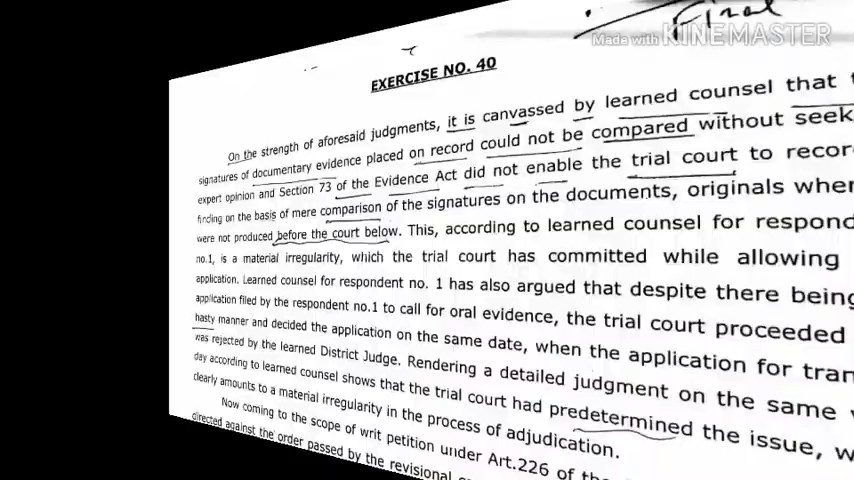 Trial
Made with KINEMASTER
EXERCISE NO. 40
On the strength of aforesaid judgments, it is canvassed by learned counsel that
signatures of documentary evidence placed on record could not be compared without seek
expert opinion and Section 73 of the Evidence Act did not enable the trial court to recor
finding on the basis of mere comparison of the signatures on the documents, originals wher
were not produced before the court below. This, according to learned counsel for respond
no.1, is a material irregularity, which the trial court has committed while allowing
application. Learned counsel for respondent no. 1 has also argued that despite there being
application filed by the respondent no.1 to call for oral evidence, the trial court proceeded
hasty manner and decided the application on the same date, when the application for tran
was rejected by the learned District Judge. Rendering a detailed judgment on the same
day according to learned counsel shows that the trial court had predetermined the issue, w
clearly amounts to a material irregularity in the process of adjudication.
Now coming to the scope of writ petition under Art.226 of the
directed against the order passed by the revisional